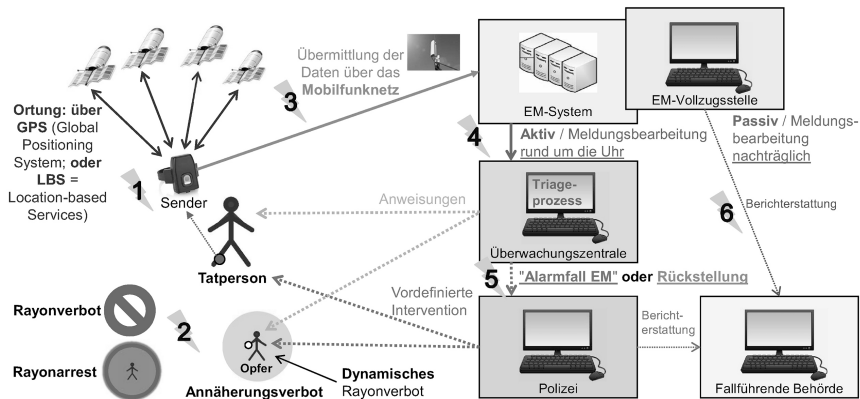 Übermittlung der
Daten über das
Mobilfunknetz
3
EM-System
EM-Vollzugsstelle
Ortung: über
GPS (Global
Positioning
System; oder
LBS =
Location-based
Services)
1
Sender
4
Aktiv / Meldungsbearbeitung
rund um die Uhr
Passiv / Meldungs-
bearbeitung
nachträglich
Anweisungen
Triage-
prozess
Überwachungszentrale
6
Berichterstattung
Tatperson
5
"Alarmfall EM" oder Rückstellung
Vordefinierte
Intervention
Rayonverbot
2
Rayonarrest
Opfer
Annäherungsverbot
Dynamisches
Rayonverbot
Bericht-
erstattung
Polizei
Fallführende Behörde